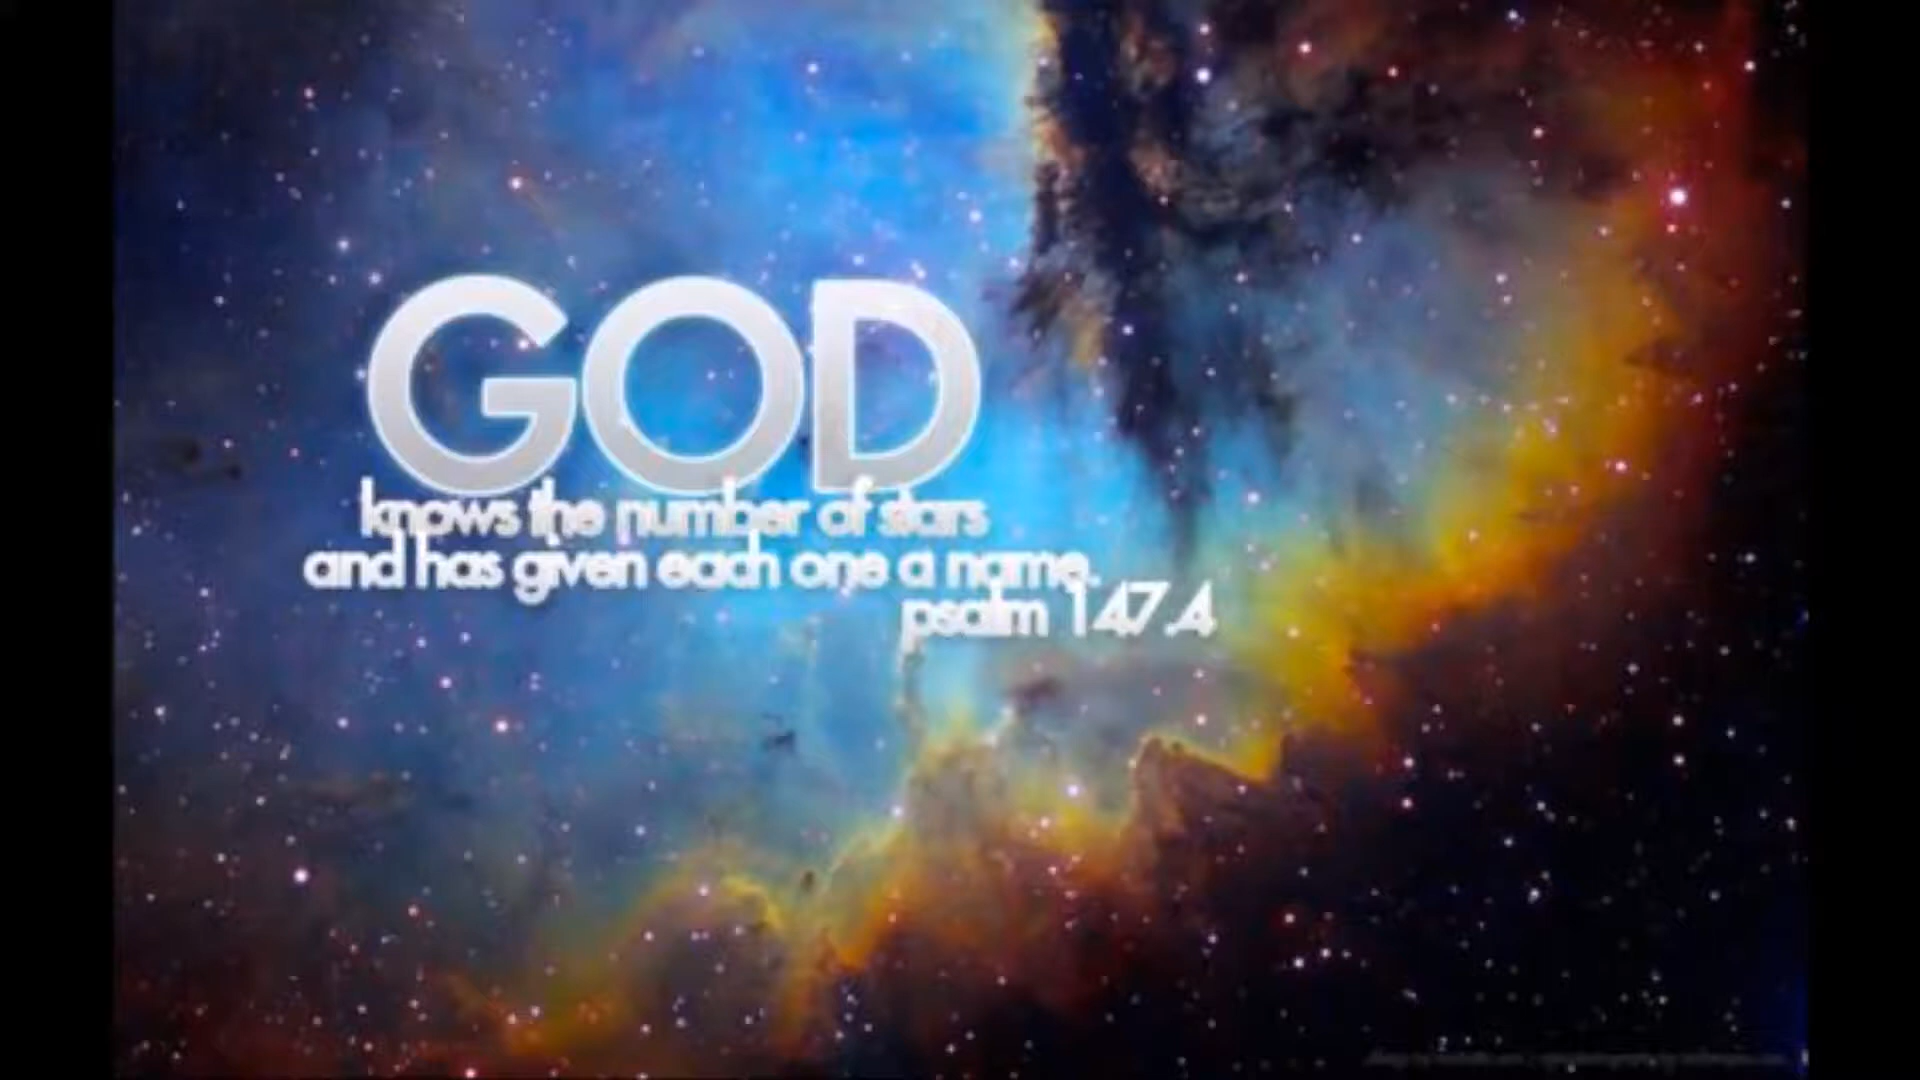 GOD
knows the number of stars
and has given each one a name.
psalm 147.4